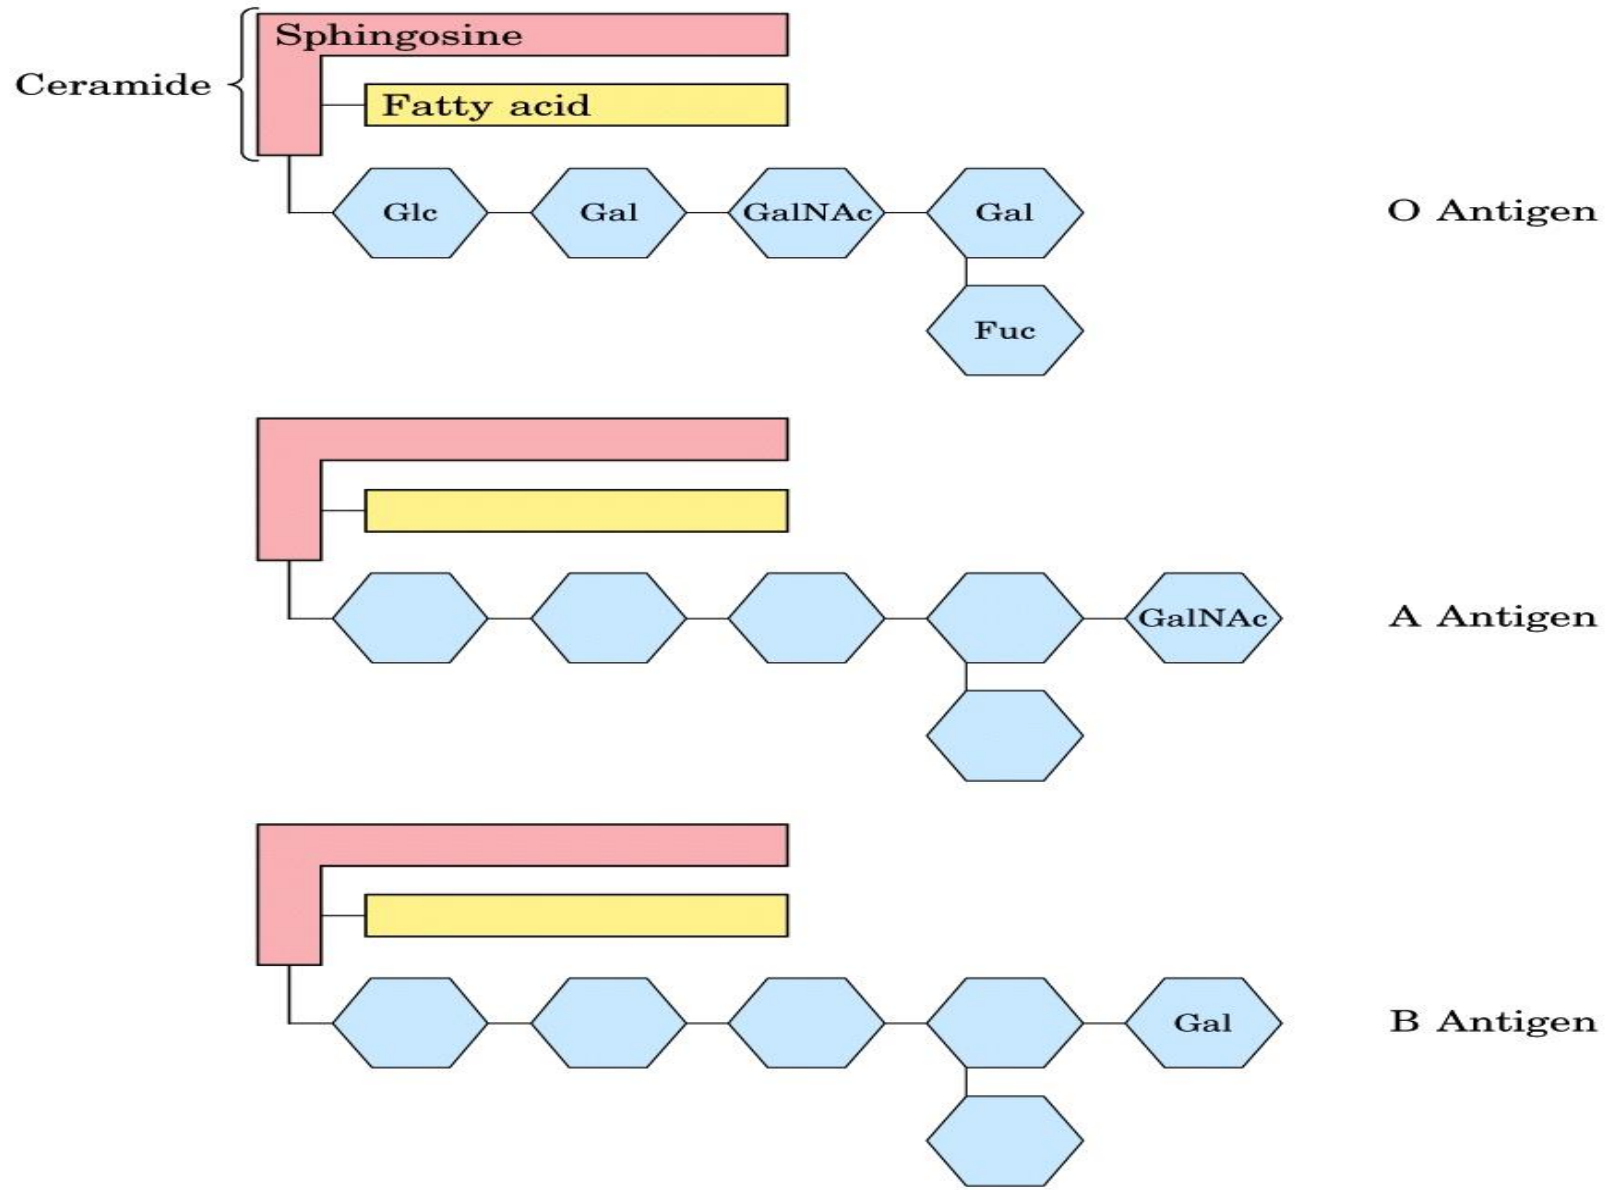 Sphingosine
Ceramide
Fatty acid
Glc Gal GalNAc Gal O Antigen
Fuc
GalNAc A Antigen
Gal B Antigen